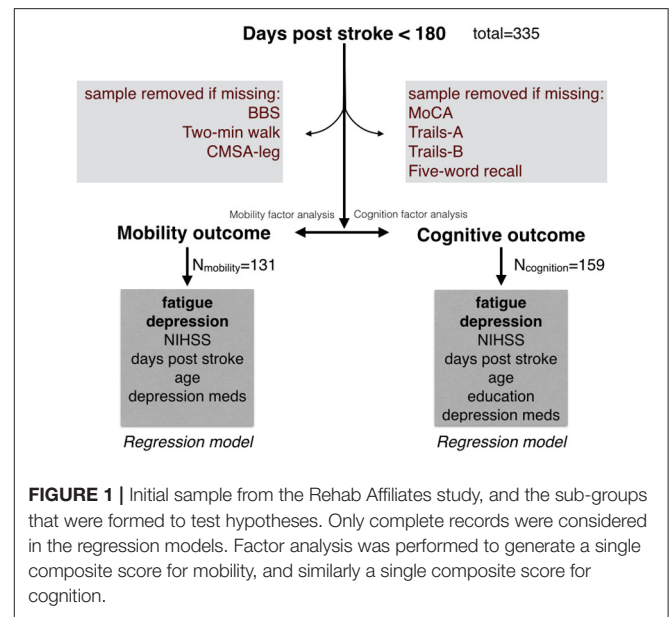 Days post stroke < 180 total=335
sample removed if missing:
BBS
Two-min walk
CMSA-leg
sample removed if missing:
MoCA
Trails-A
Trails-B
Five-word recall
Mobility factor analysis
Cognition factor analysis
Mobility outcome
Cognitive outcome
Nmobility=131
Ncognition=159
fatigue
depression
NIHSS
days post stroke
age
depression meds
Regression model
fatigue
depression
NIHSS
days post stroke
age
education
depression meds
Regression model
FIGURE 1 | Initial sample from the Rehab Affiliates study, and the sub-groups
that were formed to test hypotheses. Only complete records were considered
in the regression models. Factor analysis was performed to generate a single
composite score for mobility, and similarly a single composite score for
cognition.